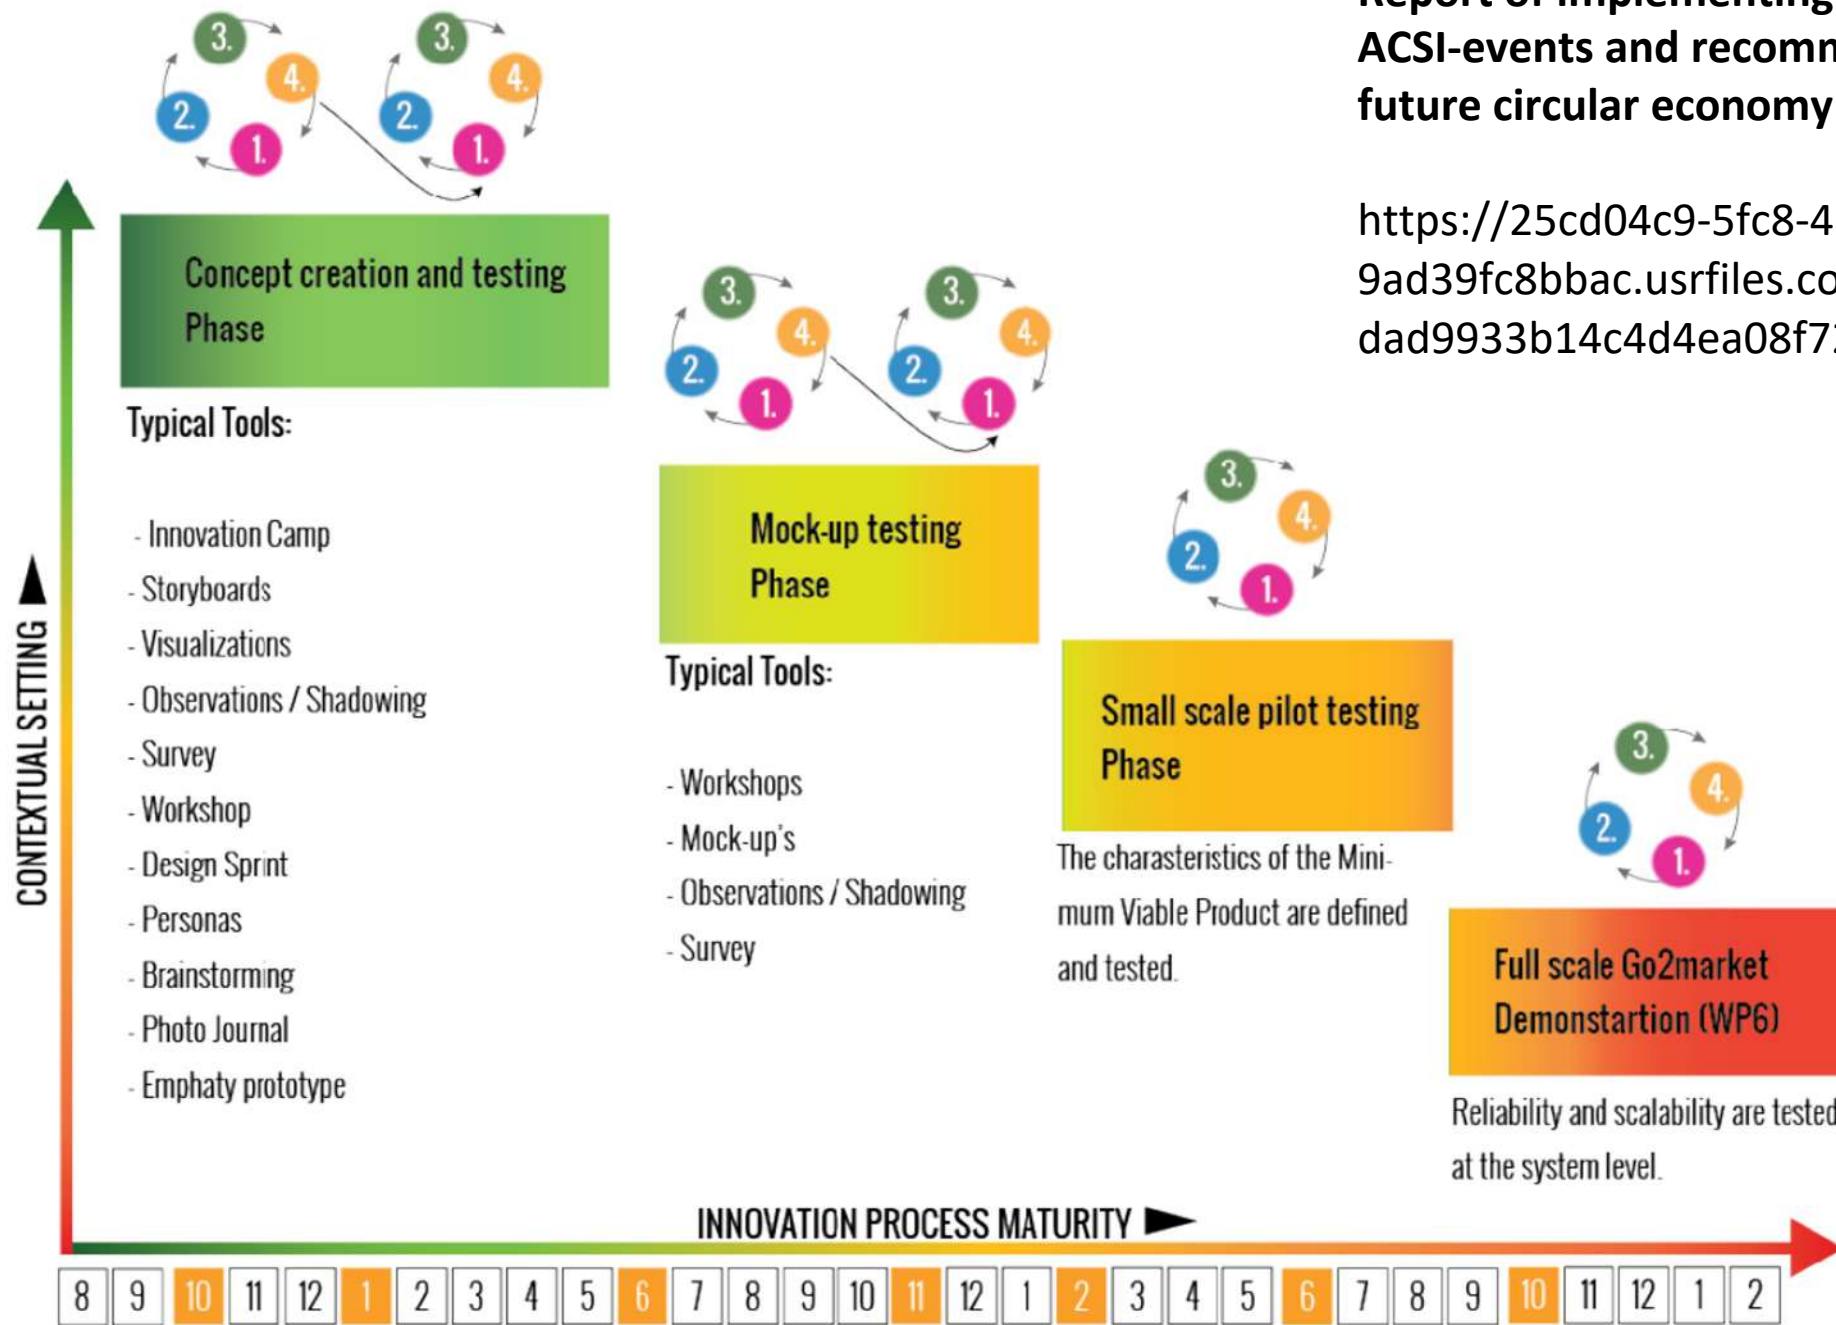 Report of implementing
ACSI-events and recomm
future circular economy
https://25cd04c9-5fc8-4
9ad39fc8bbac.usrfiles.co
dad9933b14c4d4ea08f72
3.
4.
2.
1.
3.
4.
2.
1.
Concept creation and testing
Phase
Typical Tools:
- Innovation Camp
- Storyboards
- Visualizations
- Observations / Shadowing
- Survey
- Workshop
- Design Sprint
- Personas
- Brainstorming
- Photo Journal
- Emphaty prototype
3.
4.
2.
1.
3.
4.
2.
1.
Mock-up testing
Phase
Typical Tools:
- Workshops
- Mock-up's
- Observations / Shadowing
- Survey
3.
4.
2.
1.
Small scale pilot testing
Phase
The charasteristics of the Mini-
mum Viable Product are defined
and tested.
3.
4.
2.
1.
Full scale Go2market
Demonstartion (WP6)
Reliability and scalability are tested
at the system level.
CONTEXTUAL SETTING
INNOVATION PROCESS MATURITY
8 9 10 11 12 1 2 3 4 5 6 7 8 9 10 11 12 1 2 3 4 5 6 7 8 9 10 11 12 1 2